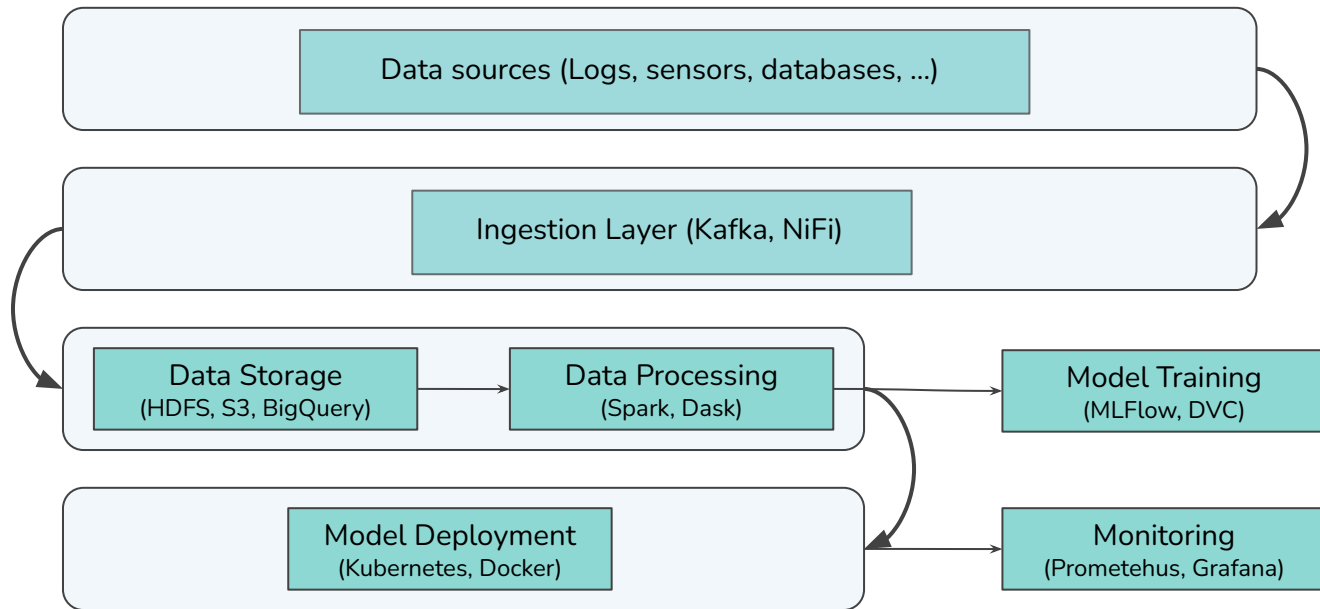 Data sources (Logs, sensors, databases, ...)
Ingestion Layer (Kafka, NiFi)
Data Storage
(HDFS, S3, BigQuery)
Data Processing
(Spark, Dask)
Model Training
(MLFlow, DVC)
Model Deployment
(Kubernetes, Docker)
Monitoring
(Prometehus, Grafana)